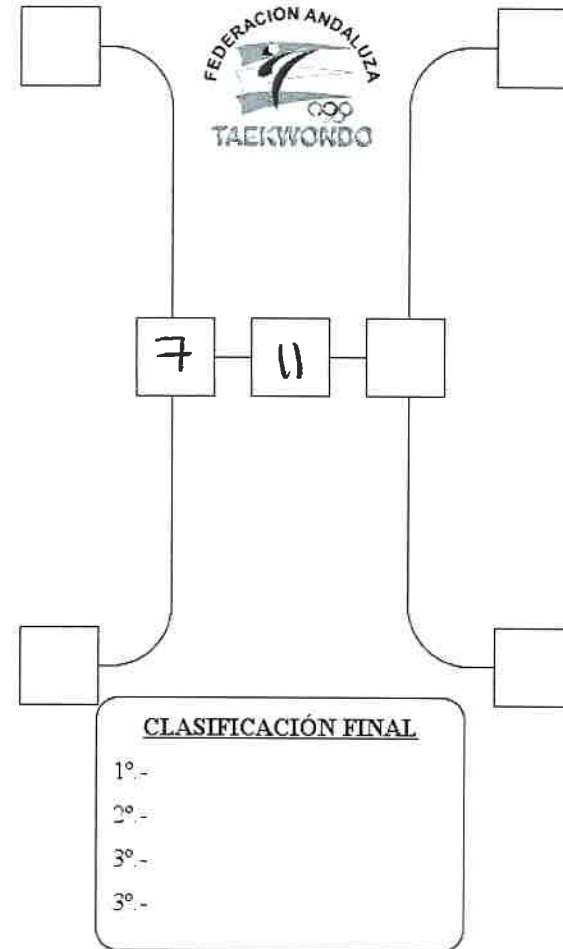 FEDERACION ANDALUZA
TAEKWONDO
7 11
CLASIFICACIÓN FINAL
1º.-
2º.-
3º.-
3º.-